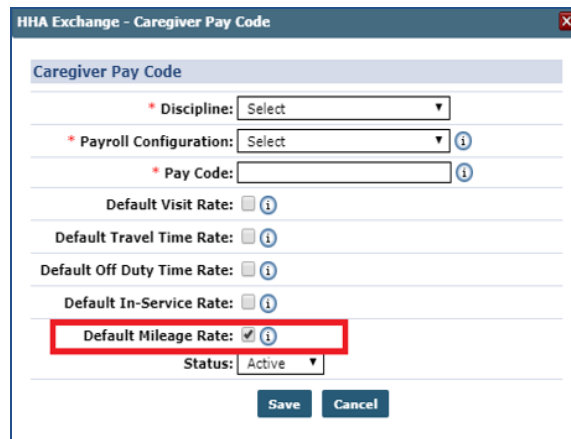 HHA Exchange - Caregiver Pay Code
Caregiver Pay Code
* Discipline: Select
* Payroll Configuration: Select
* Pay Code:
Default Visit Rate:
Default Travel Time Rate:
Default Off Duty Time Rate:
Default In-Service Rate:
Default Mileage Rate:
Status: Active
Save Cancel